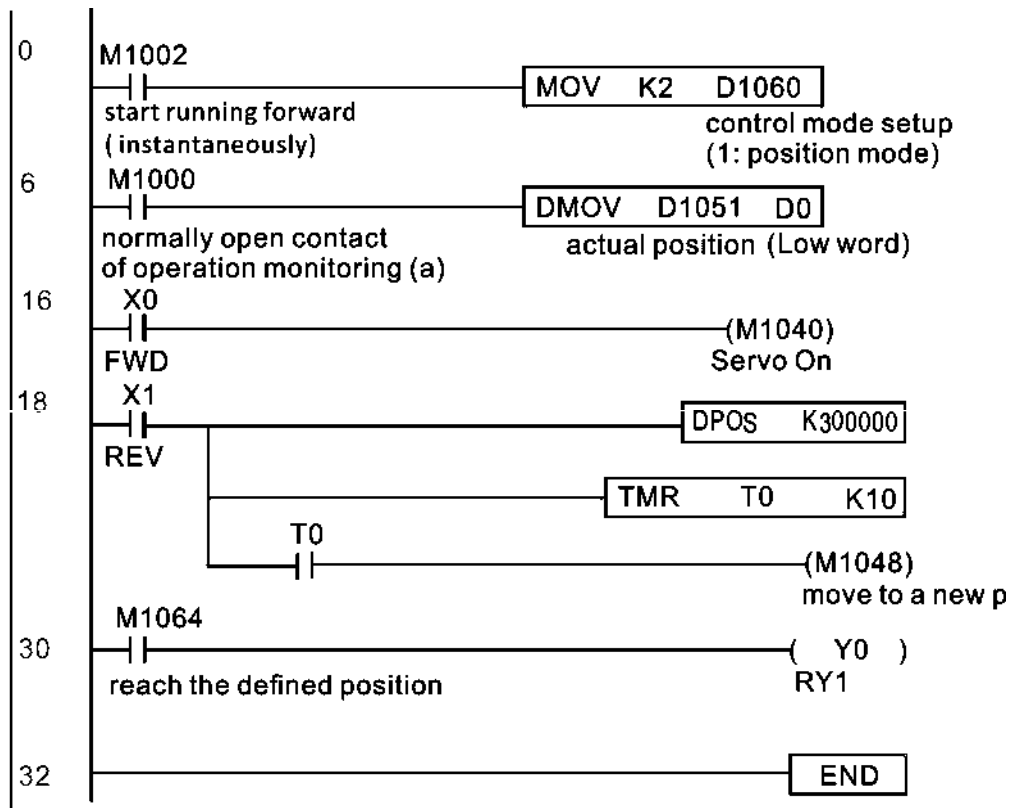 0
M1002
MOV K2 D1060
start running forward
( instantaneously)
control mode setup
(1: position mode)
6
M1000
DMOV D1051 D0
normally open contact
of operation monitoring (a)
actual position (Low word)
16
X0
(M1040)
FWD
Servo On
18
X1
DPOS K300000
REV
TMR T0 K10
T0
(M1048)
move to a new p
M1064
30
( Y0 )
reach the defined position
RY1
32
END